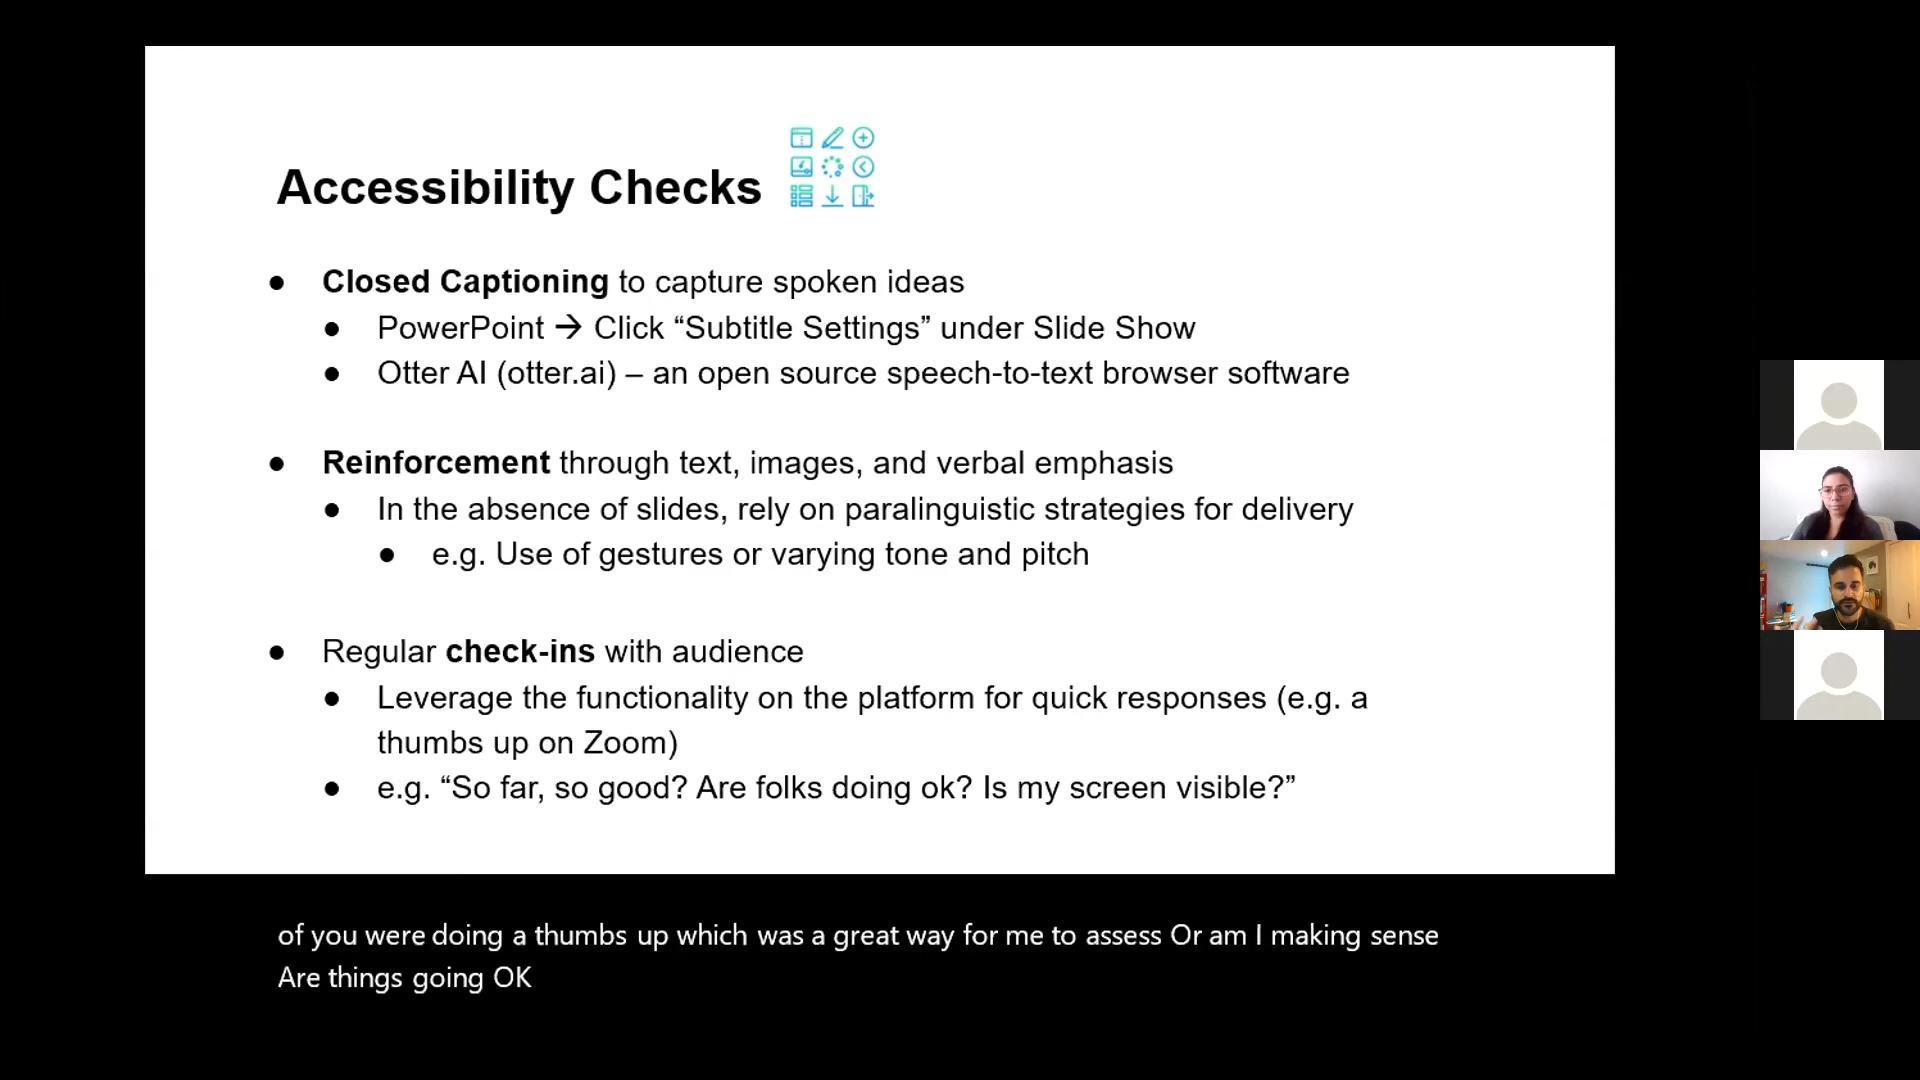 Accessibility Checks
● Closed Captioning to capture spoken ideas
● PowerPoint → Click “Subtitle Settings” under Slide Show
● Otter AI (otter.ai) – an open source speech-to-text browser software
● Reinforcement through text, images, and verbal emphasis
● In the absence of slides, rely on paralinguistic strategies for delivery
● e.g. Use of gestures or varying tone and pitch
● Regular check-ins with audience
● Leverage the functionality on the platform for quick responses (e.g. a
thumbs up on Zoom)
● e.g. “So far, so good? Are folks doing ok? Is my screen visible?”
of you were doing a thumbs up which was a great way for me to assess Or am I making sense
Are things going OK